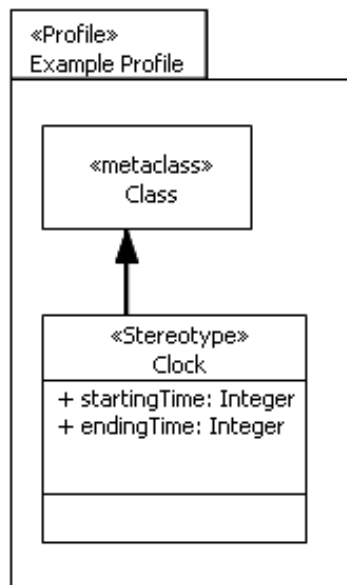 «Profile»
Example Profile
«metaclass»
Class
«Stereotype»
Clock
+ startingTime: Integer
+ endingTime: Integer